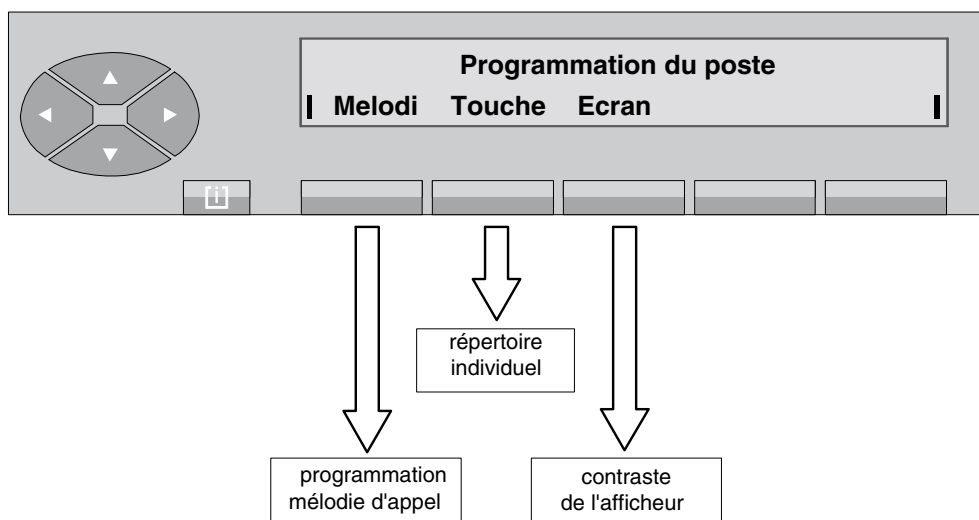 Programmation du poste
Melodi Touche Ecran
[i]
répertoire
individuel
programmation
mélodie d'appel
contraste
de l'afficheur